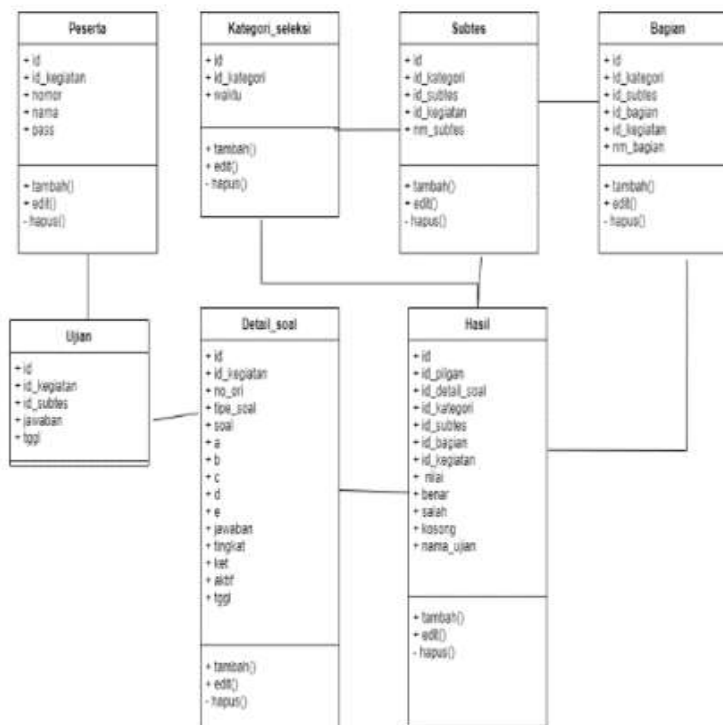 Peserta
+ id
+ id_kegiatan
+ nomor
+ nama
+ pass
+ tambah()
+ edit()
- hapus()
Kategori_seleksi
+ id
+ id_kategori
+ waktu
+ tambah()
+ edit()
- hapus()
Subtes
+ id
+ id_kategori
+ id_subtes
+ id_kegiatan
+ nm_subtes
+ tambah()
+ edit()
- hapus()
Bagian
+ id
+ id_kategori
+ id_subtes
+ id_bagian
+ id_kegiatan
+ nm_bagian
+ tambah()
+ edit()
- hapus()
Ujian
+ id
+ id_kegiatan
+ id_subtes
+ jawaban
+ tggl
Detail_soal
+ id
+ id_kegiatan
+ no_ori
+ tipe_soal
+ soal
+ a
+ b
+ c
+ d
+ e
+ jawaban
+ tingkat
+ ket
+ aktif
+ tggl
+ tambah()
+ edit()
- hapus()
Hasil
+ id
+ id_pilgan
+ id_detail_soal
+ id_kategori
+ id_subtes
+ id_bagian
+ id_kegiatan
+ nilai
+ benar
+ salah
+ kosong
+ nama_ujian
+ tambah()
+ edit()
- hapus()